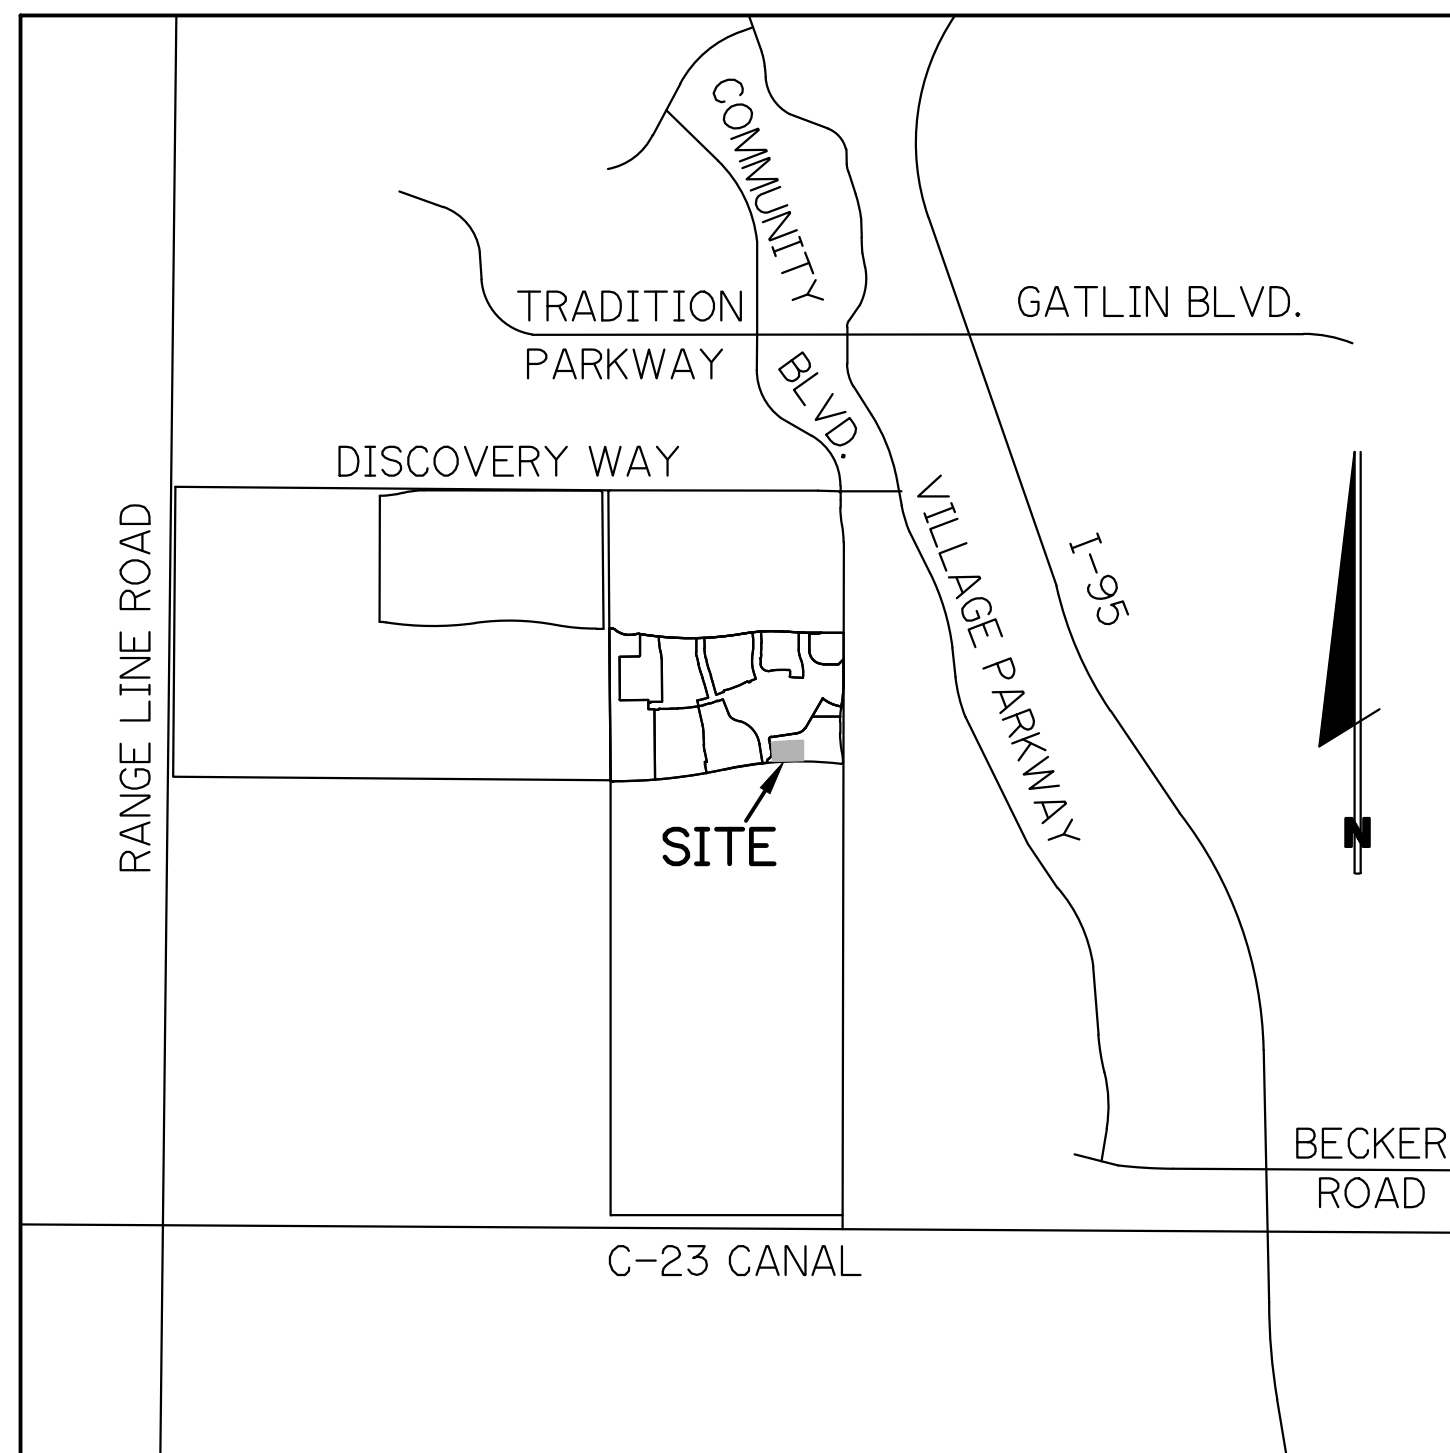 COMMUNITY
BLVD.
TRADITION
PARKWAY
GATLIN BLVD.
DISCOVERY WAY
RANGE LINE ROAD
VILLAGE PARKWAY
I-95
N
SITE
BECKER
ROAD
C-23 CANAL